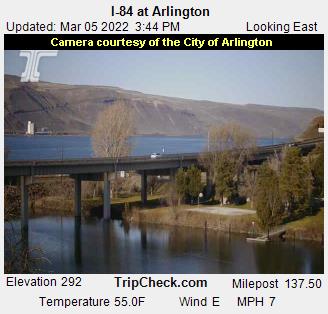 I-84 at Arlington
Updated: Mar 05 2022 3:44 PM Looking East
Camera courtesy of the City of Arlington
Elevation 292 TripCheck.com Milepost 137.50
Temperature 55.0F Wind E MPH 7